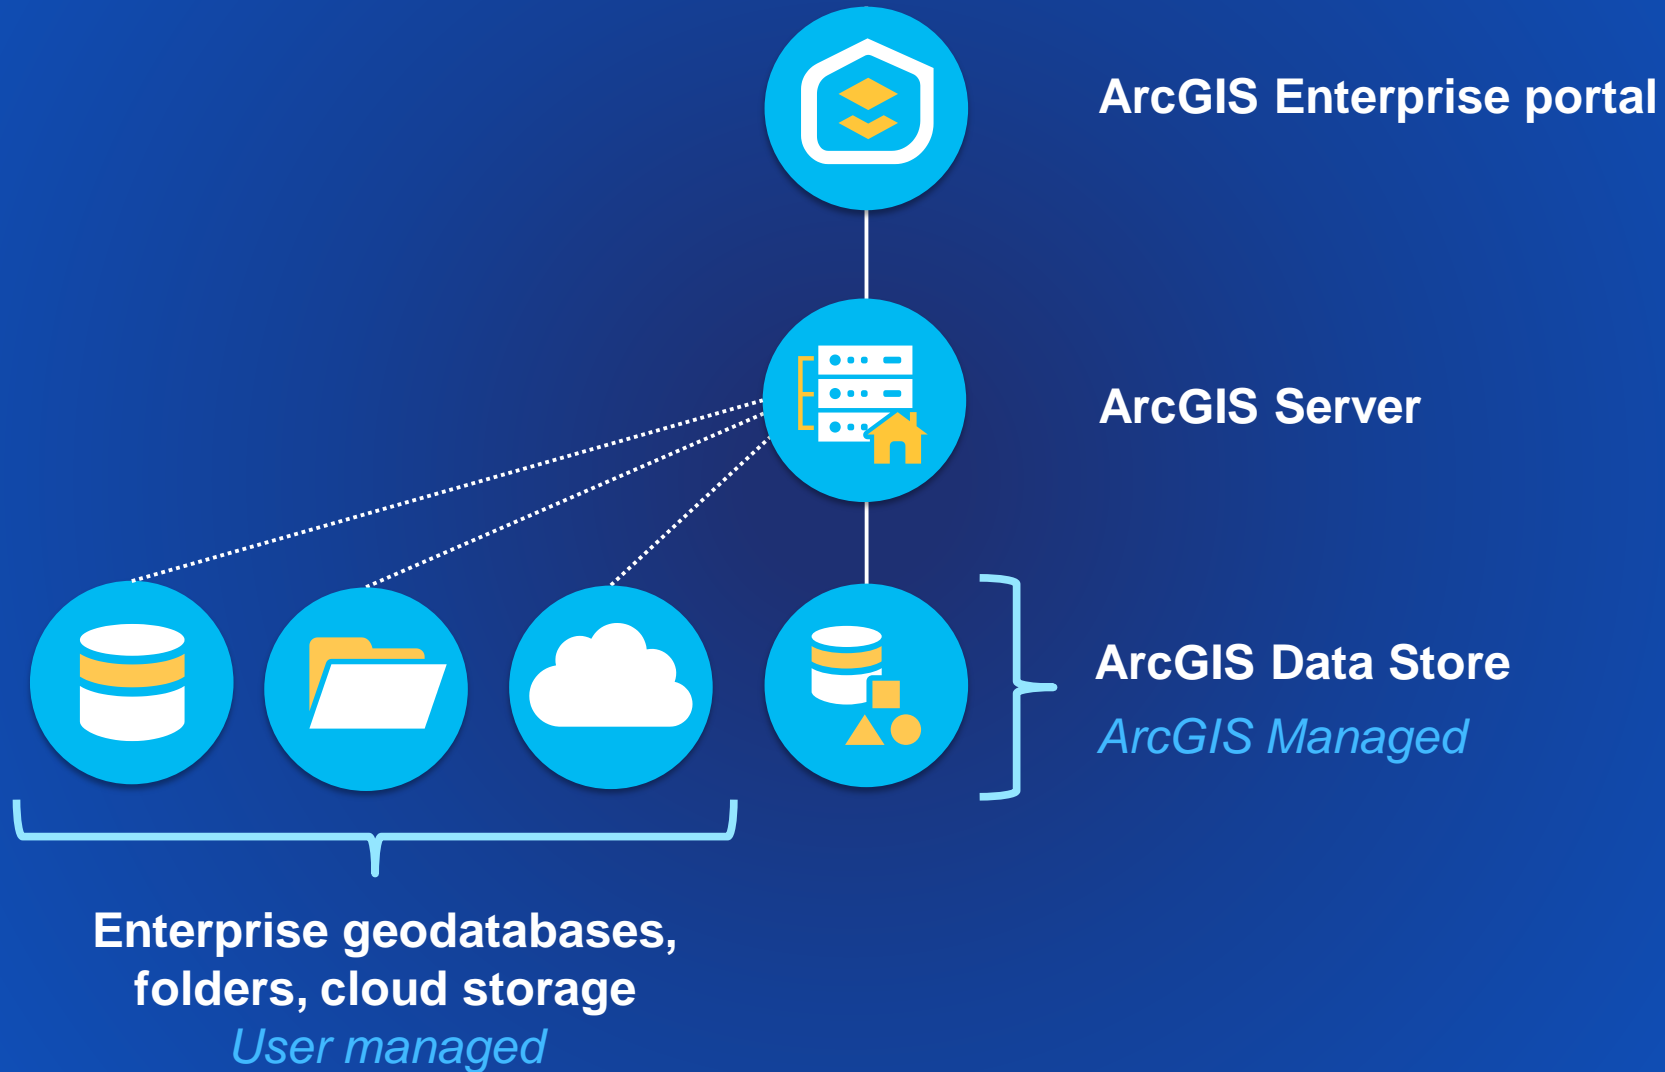 ArcGIS Enterprise portal
ArcGIS Server
ArcGIS Data Store
ArcGIS Managed
Enterprise geodatabases,
folders, cloud storage
User managed